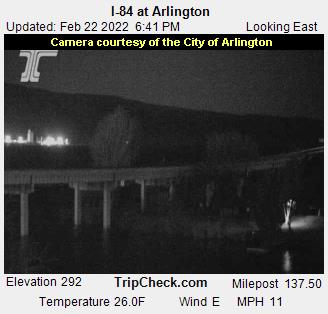 I-84 at Arlington
Updated: Feb 22 2022 6:41 PM Looking East
Camera courtesy of the City of Arlington
Elevation 292 TripCheck.com Milepost 137.50
Temperature 26.0F Wind E MPH 11